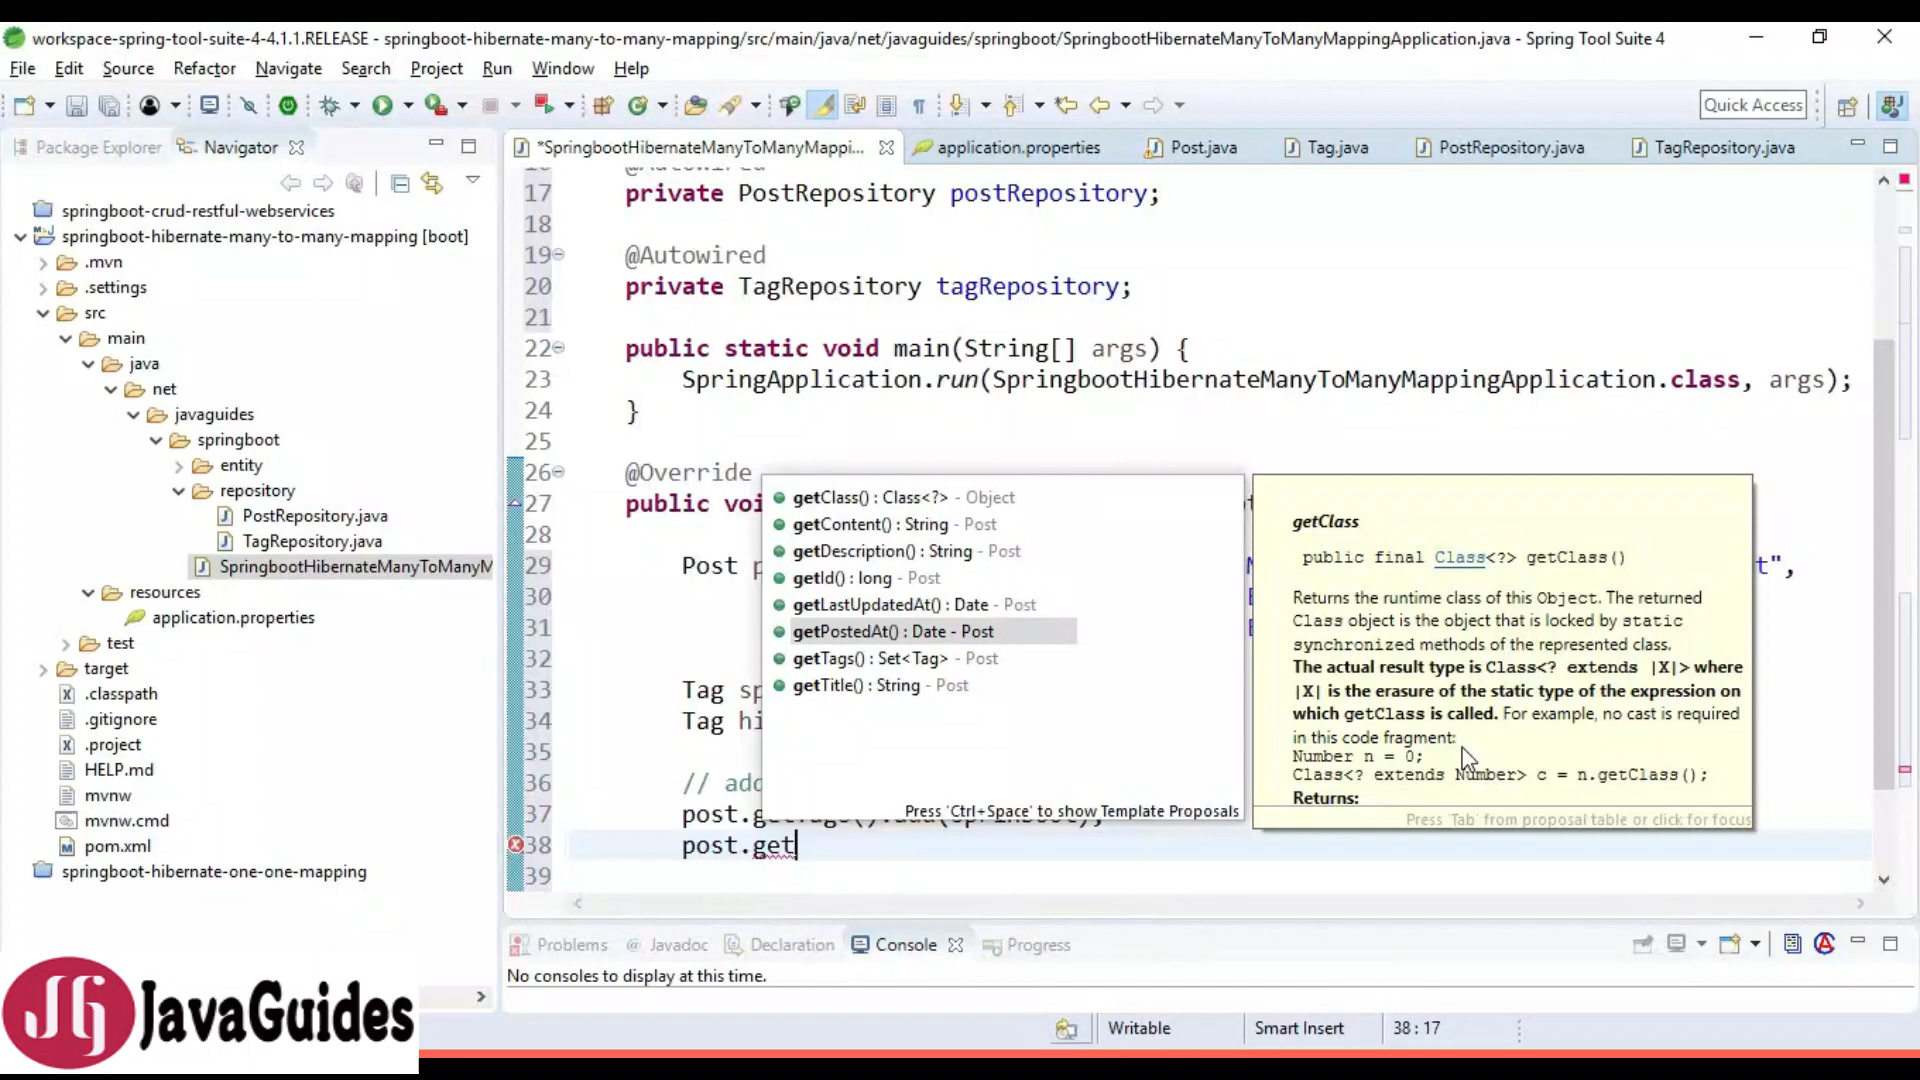 workspace-spring-tool-suite-4-4.1.1.RELEASE - springboot-hibernate-many-to-many-mapping/src/main/java/net/javaguides/springboot/SpringbootHibernateManyToManyMappingApplication.java - Spring Tool Suite 4
File Edit Source Refactor Navigate Search Project Run Window Help
Quick Access
Package Explorer Navigator
*SpringbootHibernateManyToManyMappi... application.properties Post.java Tag.java PostRepository.java TagRepository.java
springboot-crud-restful-webservices
springboot-hibernate-many-to-many-mapping [boot]
.mvn
.settings
src
main
java
net
javaguides
springboot
entity
repository
PostRepository.java
TagRepository.java
SpringbootHibernateManyToManyM
resources
application.properties
test
target
.classpath
.gitignore
.project
HELP.md
mvnw
mvnw.cmd
pom.xml
springboot-hibernate-one-one-mapping
16 @Autowired
17 private PostRepository postRepository;
18
19 @Autowired
20 private TagRepository tagRepository;
21
22 public static void main(String[] args) {
23 SpringApplication.run(SpringbootHibernateManyToManyMappingApplication.class, args);
24 }
25
26 @Override
27 public voi
28
29 Post p t",
30
31
32
33 Tag sp
34 Tag hi
35
36 // add
37 post.getTags().add(springBoot);
38 post.get
39
getClass() : Class<?> - Object
getContent() : String - Post
getDescription() : String - Post
getId() : long - Post
getLastUpdatedAt() : Date - Post
getPostedAt() : Date - Post
getTags() : Set<Tag> - Post
getTitle() : String - Post
Press 'Ctrl+Space' to show Template Proposals
getClass
public final Class<?> getClass()
Returns the runtime class of this Object. The returned
Class object is the object that is locked by static
synchronized methods of the represented class.
The actual result type is Class<? extends |X|> where
|X| is the erasure of the static type of the expression on
which getClass is called. For example, no cast is required
in this code fragment:
Number n = 0;
Class<? extends Number> c = n.getClass();
Returns:
Press 'Tab' from proposal table or click for focus
Problems Javadoc Declaration Console Progress
No consoles to display at this time.
Writable Smart Insert 38 : 17
JG JavaGuides